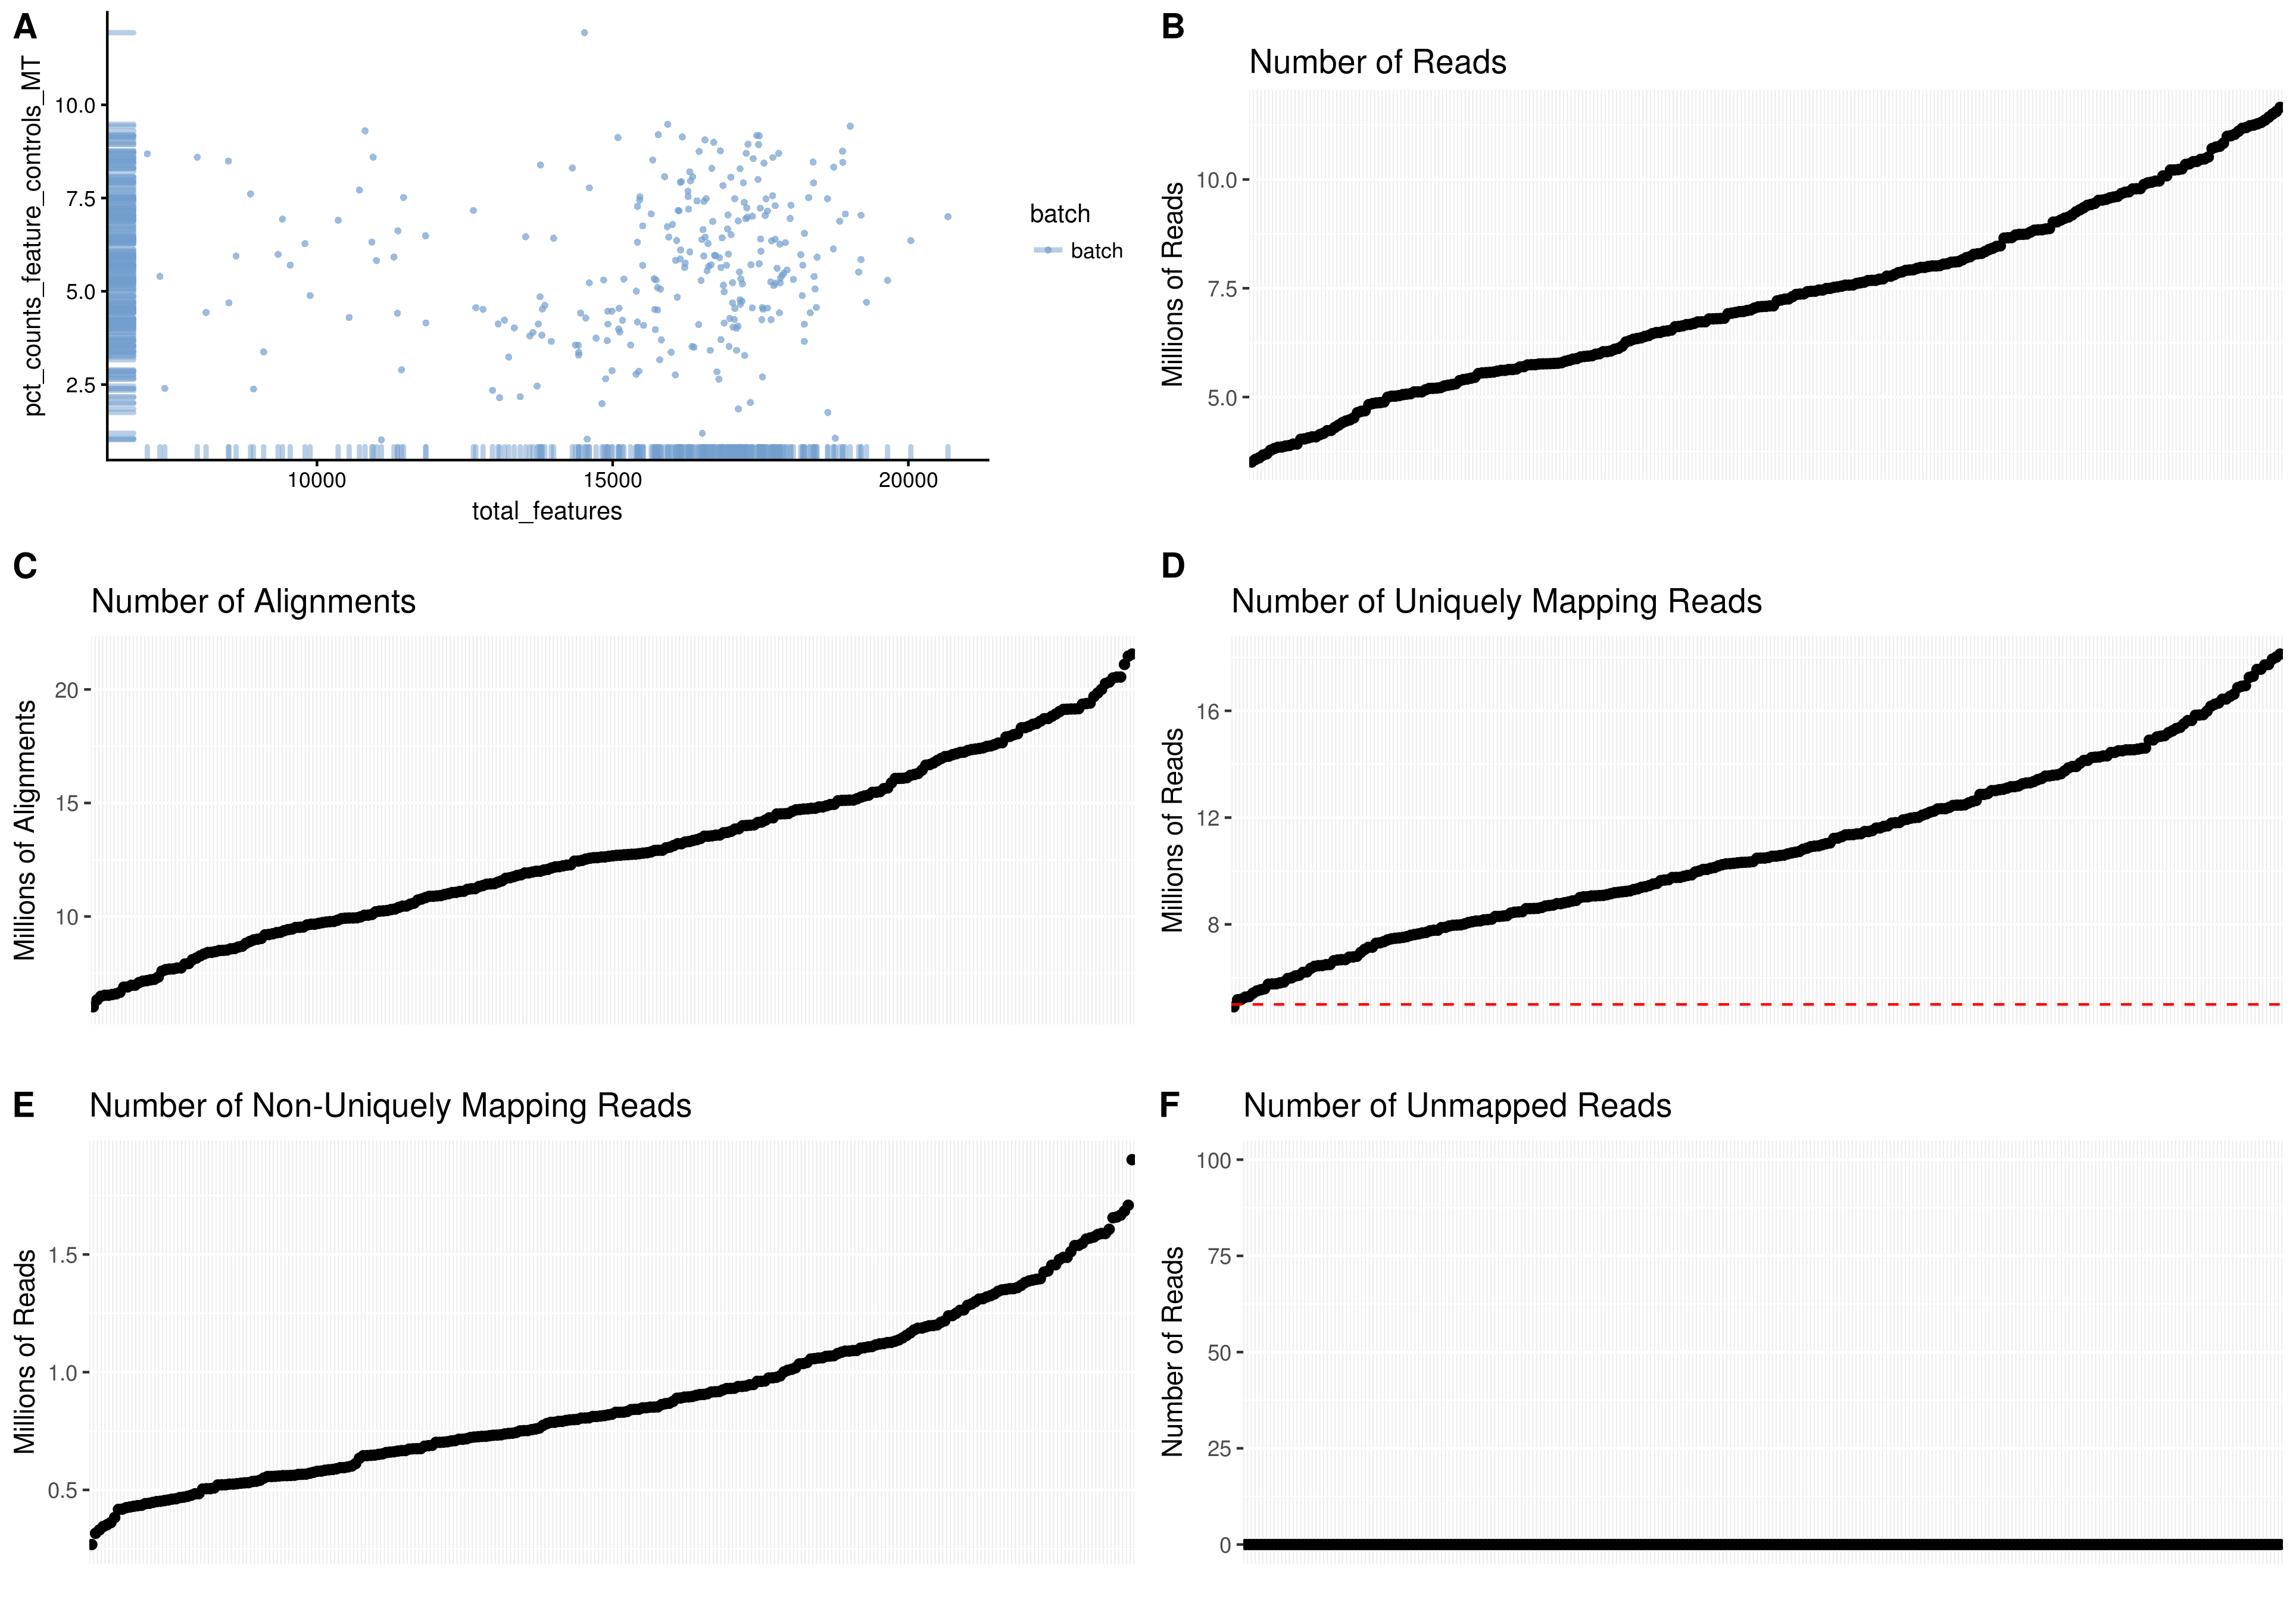 A
pct_counts_feature_controls_MT
10.0
7.5
5.0
2.5
10000
15000
20000
total_features
batch
batch
B
Number of Reads
Millions of Reads
10.0
7.5
5.0
C
Number of Alignments
Millions of Alignments
20
15
10
D
Number of Uniquely Mapping Reads
Millions of Reads
16
12
8
E
Number of Non-Uniquely Mapping Reads
Millions of Reads
1.5
1.0
0.5
F
Number of Unmapped Reads
Number of Reads
100
75
50
25
0